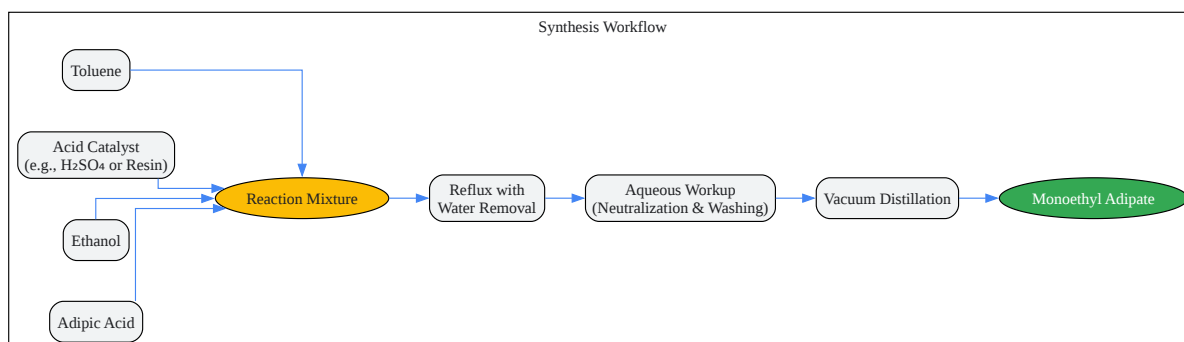 Synthesis Workflow
Toluene
Acid Catalyst
(e.g., H₂SO₄ or Resin)
Ethanol
Adipic Acid
Reaction Mixture
Reflux with
Water Removal
Aqueous Workup
(Neutralization & Washing)
Vacuum Distillation
Monoethyl Adipate